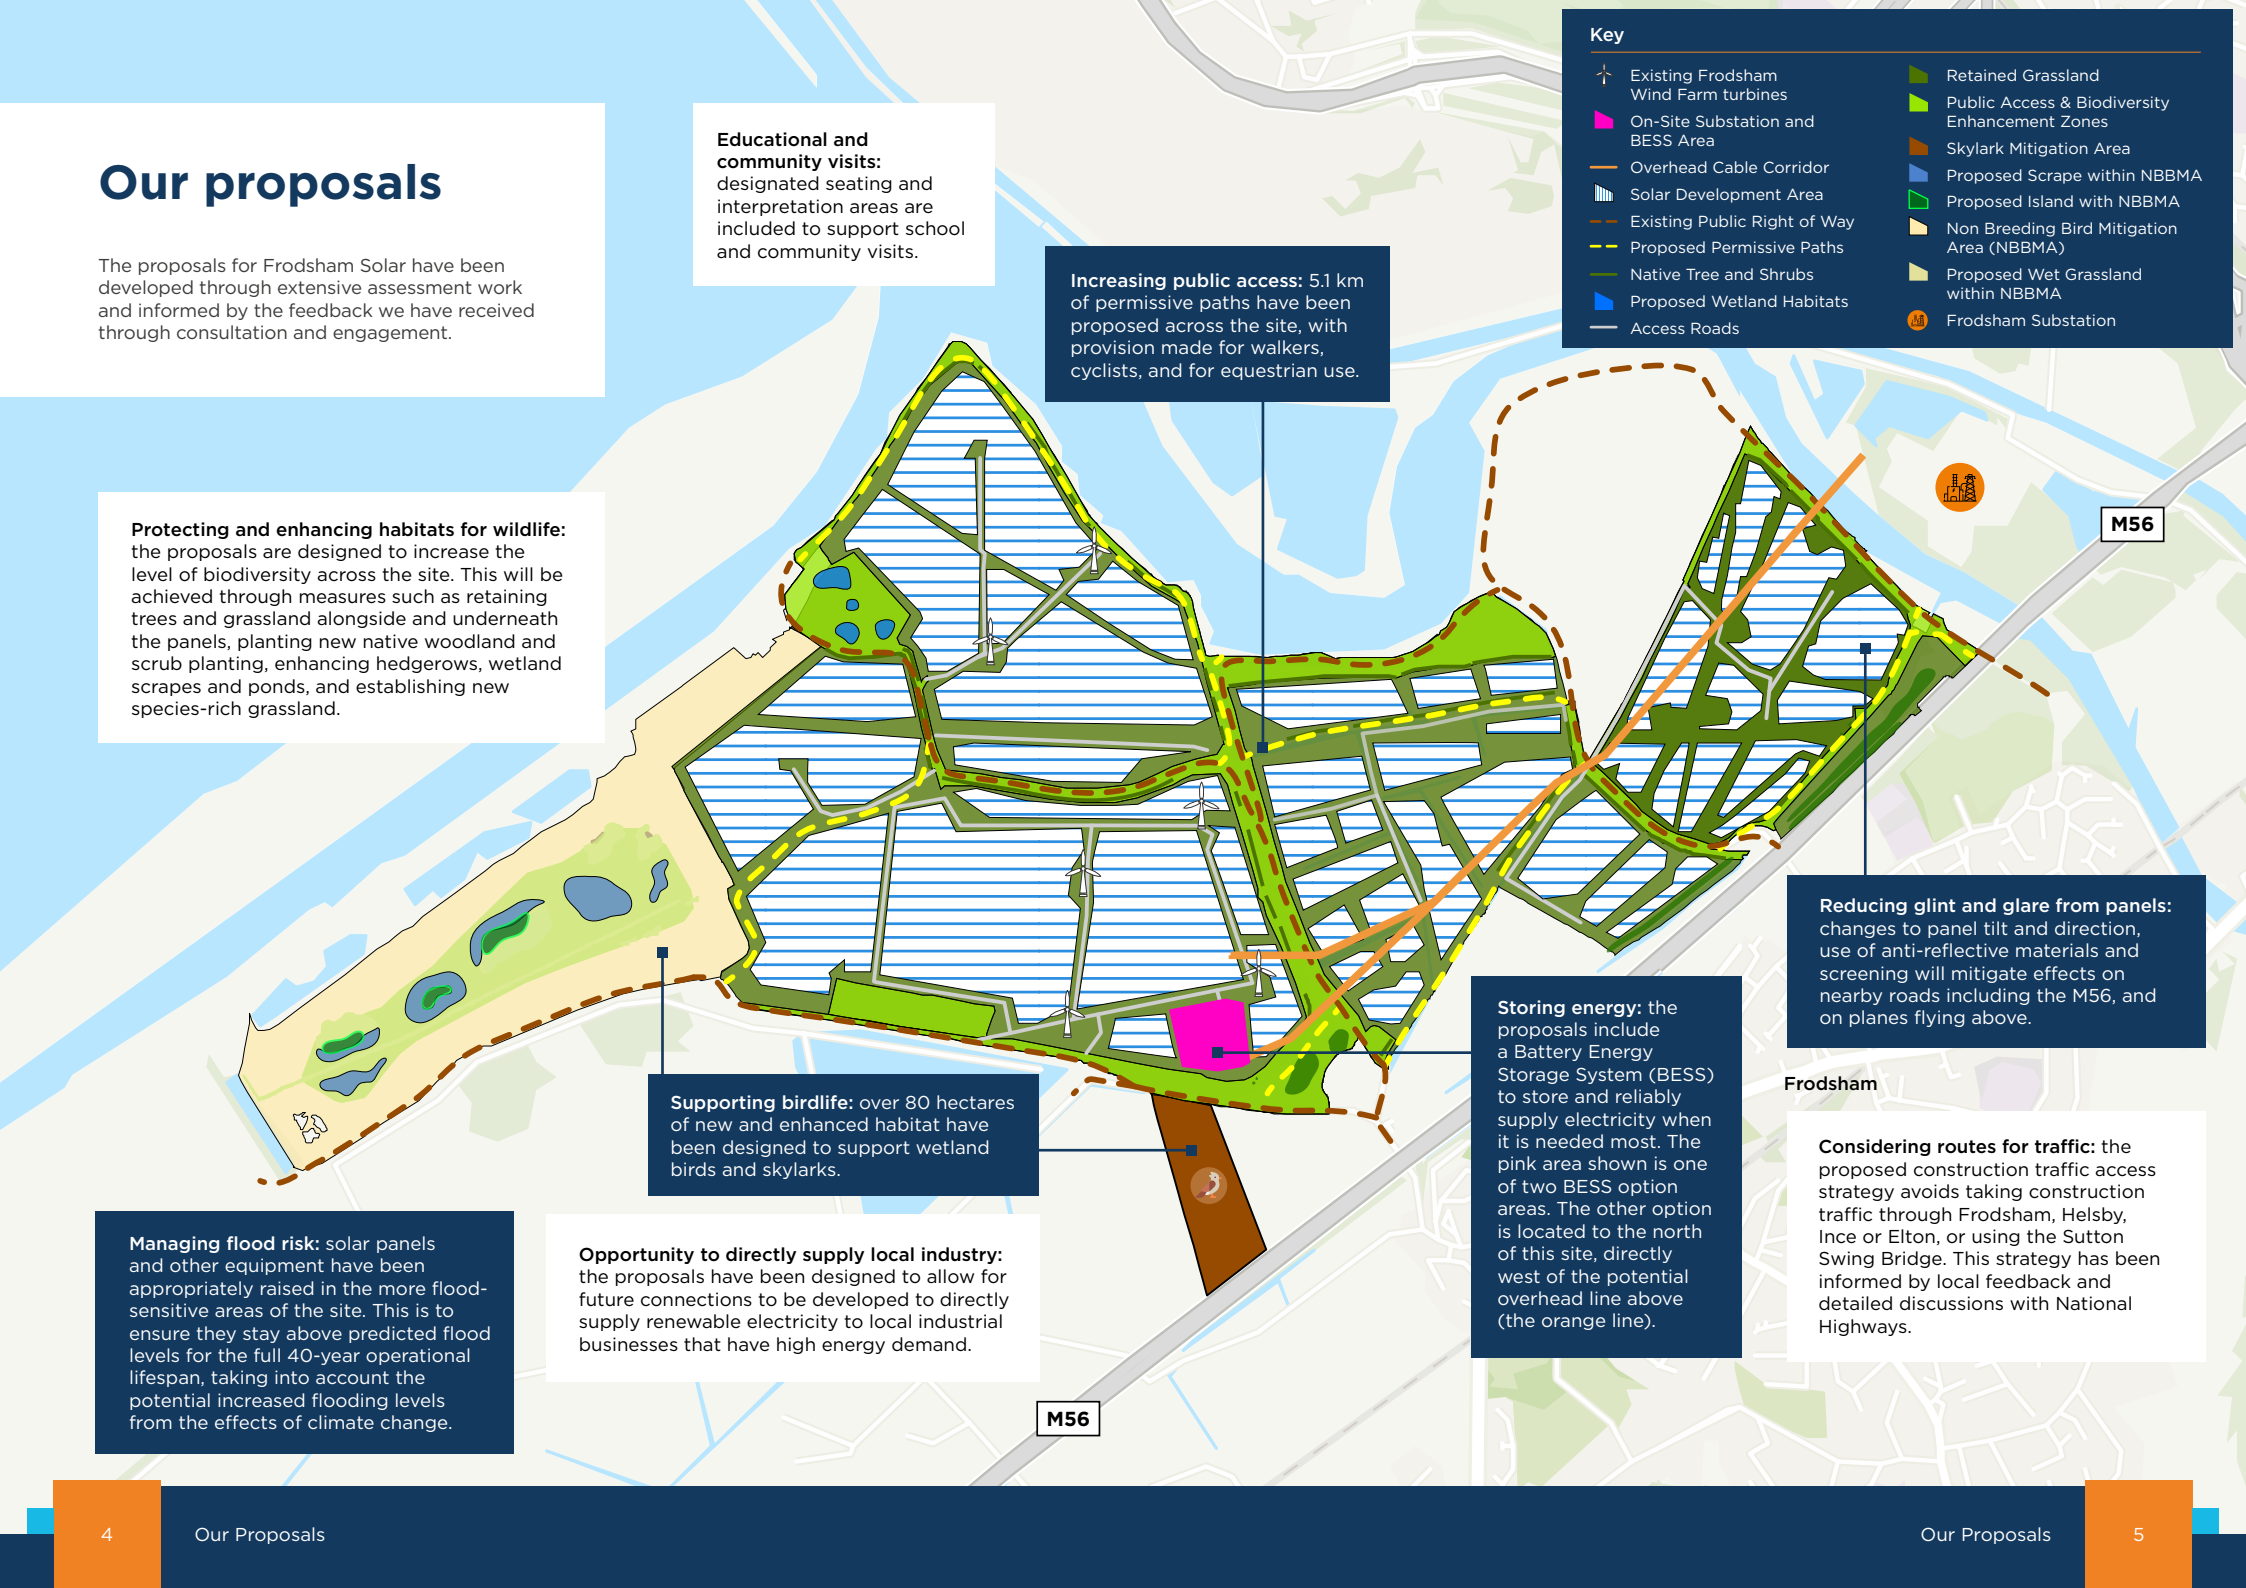 Our proposals
The proposals for Frodsham Solar have been
developed through extensive assessment work
and informed by the feedback we have received
through consultation and engagement.
Educational and
community visits:
designated seating and
interpretation areas are
included to support school
and community visits.
Increasing public access: 5.1 km
of permissive paths have been
proposed across the site, with
provision made for walkers,
cyclists, and for equestrian use.
Key
Existing Frodsham
Wind Farm turbines
On-Site Substation and
BESS Area
Overhead Cable Corridor
Solar Development Area
Existing Public Right of Way
Proposed Permissive Paths
Native Tree and Shrubs
Proposed Wetland Habitats
Access Roads
Retained Grassland
Public Access & Biodiversity
Enhancement Zones
Skylark Mitigation Area
Proposed Scrape within NBBMA
Proposed Island with NBBMA
Non Breeding Bird Mitigation
Area (NBBMA)
Proposed Wet Grassland
within NBBMA
Frodsham Substation
Protecting and enhancing habitats for wildlife:
the proposals are designed to increase the
level of biodiversity across the site. This will be
achieved through measures such as retaining
trees and grassland alongside and underneath
the panels, planting new native woodland and
scrub planting, enhancing hedgerows, wetland
scrapes and ponds, and establishing new
species-rich grassland.
M56
Reducing glint and glare from panels:
changes to panel tilt and direction,
use of anti-reflective materials and
screening will mitigate effects on
nearby roads including the M56, and
on planes flying above.
Storing energy: the
proposals include
a Battery Energy
Storage System (BESS)
to store and reliably
supply electricity when
it is needed most. The
pink area shown is one
of two BESS option
areas. The other option
is located to the north
of this site, directly
west of the potential
overhead line above
(the orange line).
Frodsham
Supporting birdlife: over 80 hectares
of new and enhanced habitat have
been designed to support wetland
birds and skylarks.
Considering routes for traffic: the
proposed construction traffic access
strategy avoids taking construction
traffic through Frodsham, Helsby,
Ince or Elton, or using the Sutton
Swing Bridge. This strategy has been
informed by local feedback and
detailed discussions with National
Highways.
Managing flood risk: solar panels
and other equipment have been
appropriately raised in the more flood-
sensitive areas of the site. This is to
ensure they stay above predicted flood
levels for the full 40-year operational
lifespan, taking into account the
potential increased flooding levels
from the effects of climate change.
Opportunity to directly supply local industry:
the proposals have been designed to allow for
future connections to be developed to directly
supply renewable electricity to local industrial
businesses that have high energy demand.
M56
4
Our Proposals
Our Proposals
5